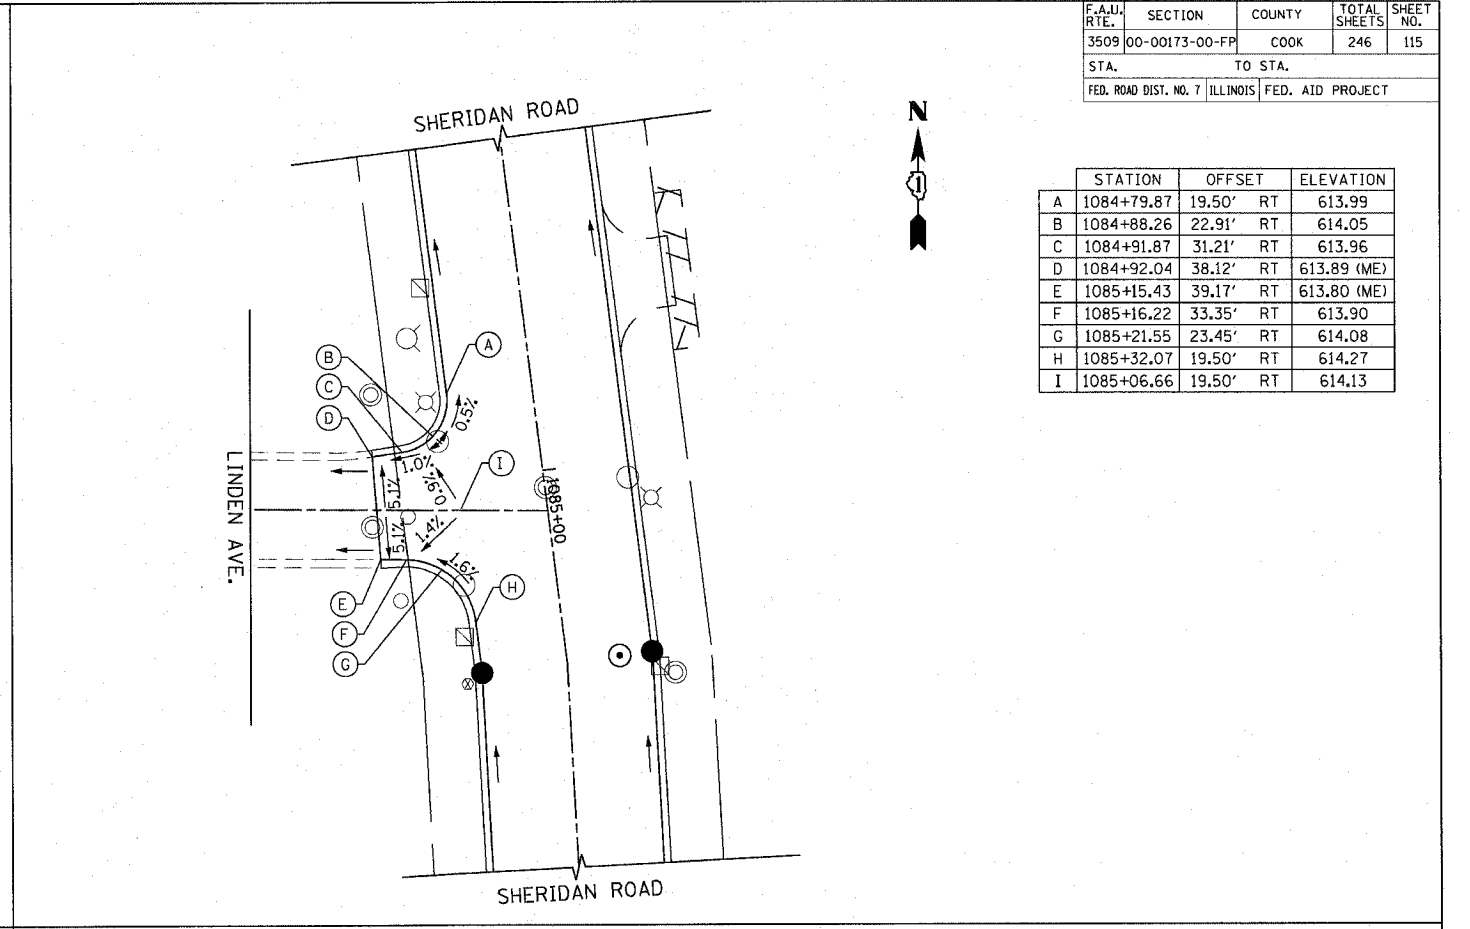 F.A.U. RTE. SECTION COUNTY TOTAL SHEETS SHEET NO.
3509 00-00173-00-FP COOK 246 115
STA. TO STA.
FED. ROAD DIST. NO. 7 ILLINOIS FED. AID PROJECT
SHERIDAN ROAD
N
1
STATION OFFSET ELEVATION
A 1084+79.87 19.50' RT 613.99
B 1084+88.26 22.91' RT 614.05
C 1084+91.87 31.21' RT 613.96
D 1084+92.04 38.12' RT 613.89 (ME)
E 1085+15.43 39.17' RT 613.80 (ME)
F 1085+16.22 33.35' RT 613.90
G 1085+21.55 23.45' RT 614.08
H 1085+32.07 19.50' RT 614.27
I 1085+06.66 19.50' RT 614.13
A
B
C
D
0.5%
1.0%
I
0.9%
5.1%
5.1%
1.4%
1085+00
LINDEN AVE.
1.6%
H
E
F
G
SHERIDAN ROAD